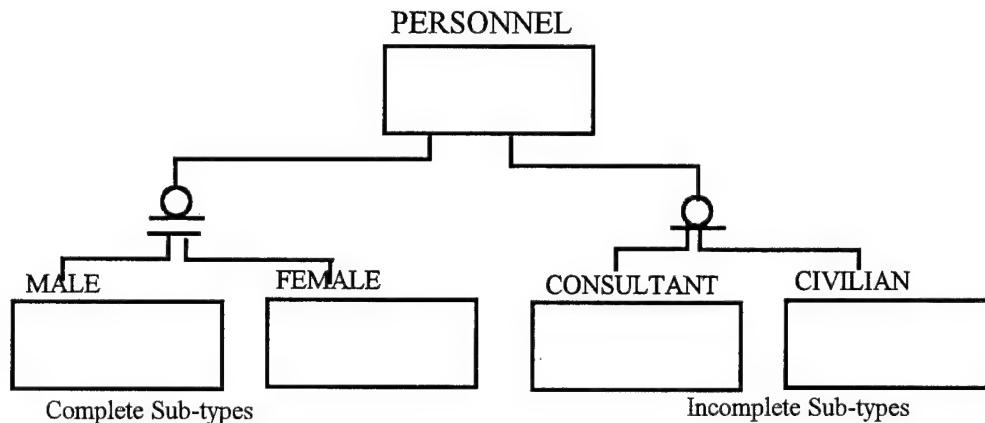 PERSONNEL
MALE
FEMALE
CONSULTANT
CIVILIAN
Complete Sub-types
Incomplete Sub-types